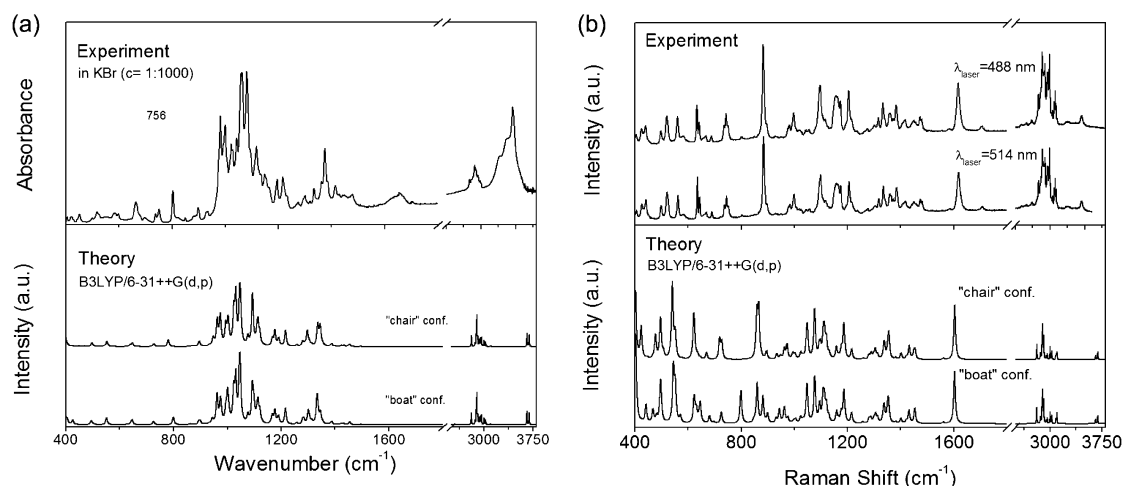 (a)
Experiment
in KBr (c= 1:1000)
756
Absorbance
Theory
B3LYP/6-31++G(d,p)
"chair" conf.
"boat" conf.
Intensity (a.u.)
400 800 1200 1600 3000 3750
Wavenumber (cm-1)
(b)
Experiment
λlaser=488 nm
λlaser=514 nm
Intensity (a.u.)
Theory
B3LYP/6-31++G(d,p)
"chair" conf.
"boat" conf.
Intensity (a.u.)
400 800 1200 1600 3000 3750
Raman Shift (cm-1)